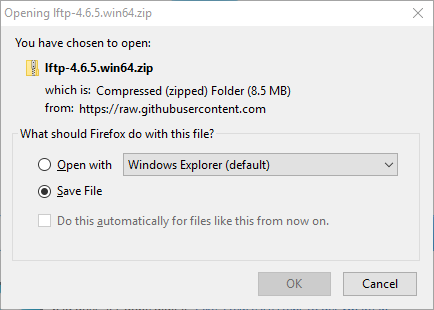 Opening lftp-4.6.5.win64.zip
You have chosen to open:
lftp-4.6.5.win64.zip
which is: Compressed (zipped) Folder (8.5 MB)
from: https://raw.githubusercontent.com
What should Firefox do with this file?
Open with Windows Explorer (default)
Save File
Do this automatically for files like this from now on.
OK Cancel